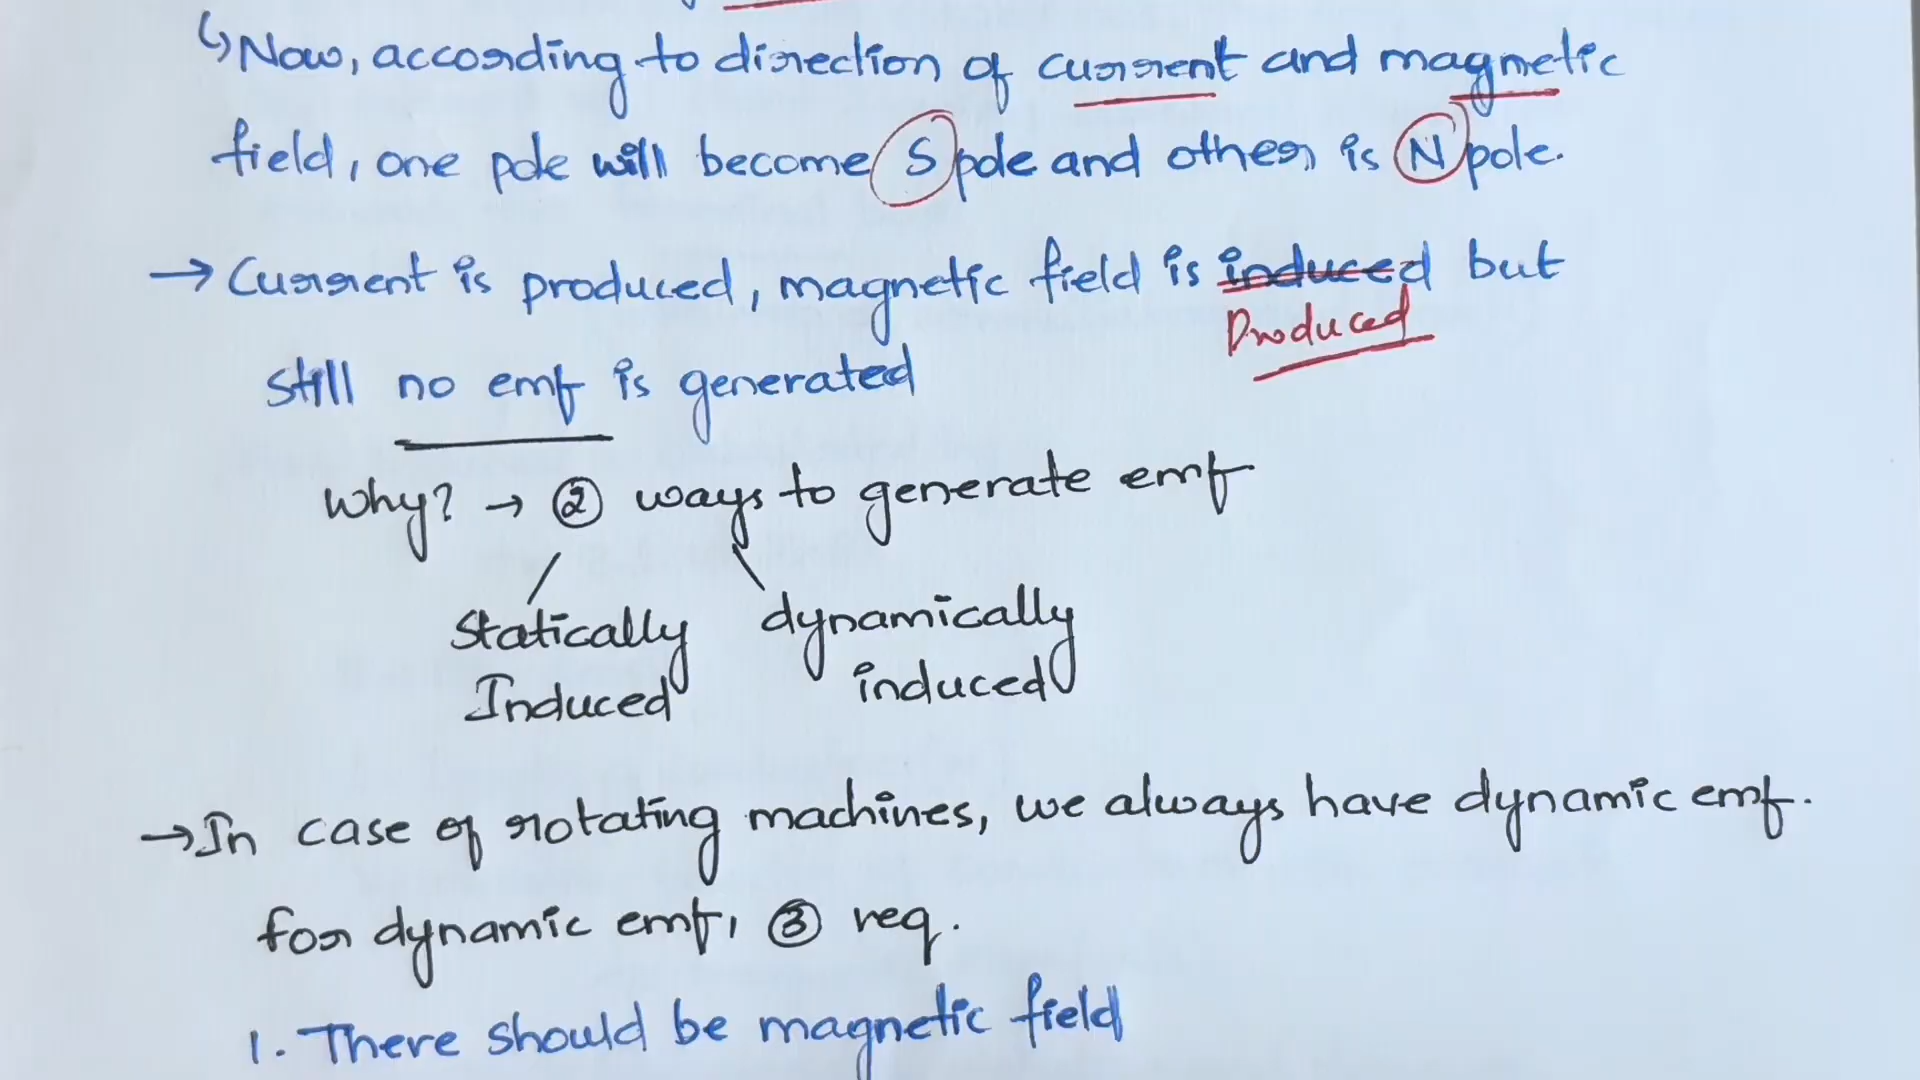 ↳ Now, according to direction of current and magnetic
field, one pole will become S pole and other is N pole.
→ Current is produced, magnetic field is induced but
Produced
still no emf is generated
Why? → ② ways to generate emf
Statically dynamically
Induced induced
→ In case of rotating machines, we always have dynamic emf.
for dynamic emf, ③ req.
1. There should be magnetic field